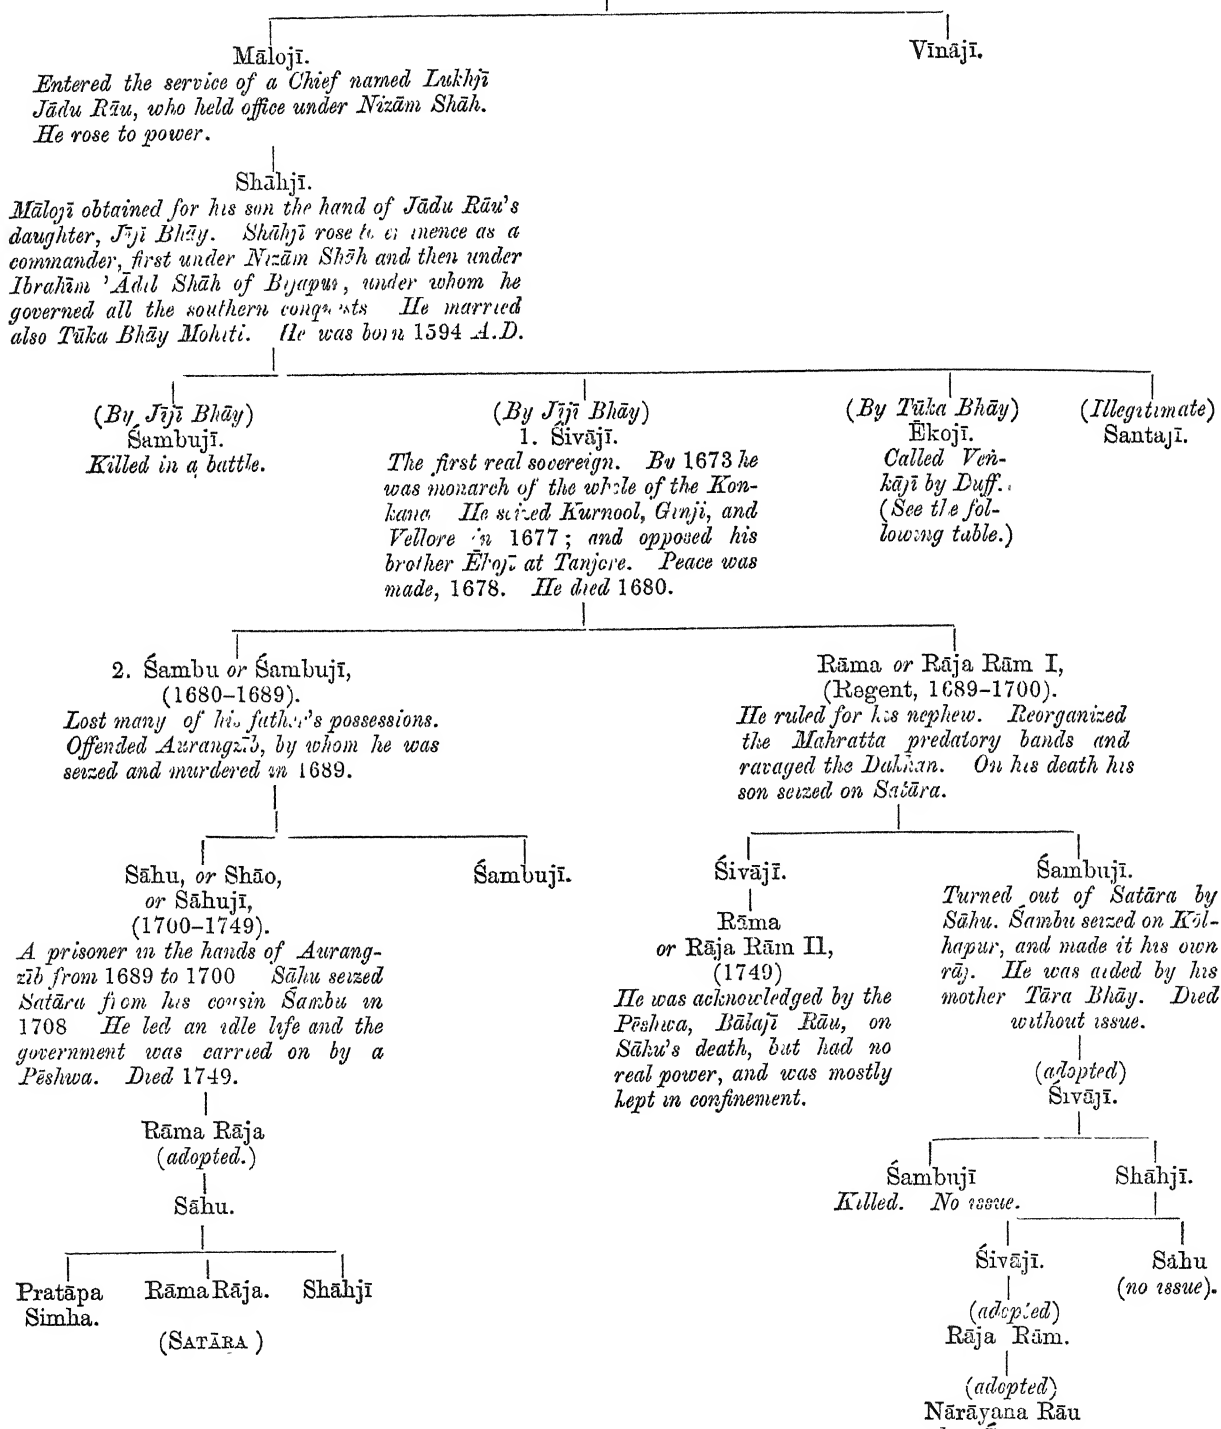 Mālojī.
Entered the service of a Chief named Lukhjī
Jādu Rāu, who held office under Nizām Shāh.
He rose to power.
Vīnājī.
Shāhjī.
Mālojī obtained for his son the hand of Jādu Rāu's
daughter, Jījī Bhāy. Shāhjī rose to eminence as a
commander, first under Nizām Shāh and then under
Ibrahīm 'Ādil Shāh of Bijapur, under whom he
governed all the southern conquests He married
also Tūka Bhāy Mohiti. He was born 1594 A.D.
(By Jījī Bhāy)
Śambujī.
Killed in a battle.
(By Jījī Bhāy)
1. Śivājī.
The first real sovereign. By 1673 he
was monarch of the whole of the Kon-
kana He seized Kurnool, Ginji, and
Vellore in 1677; and opposed his
brother Ēkojī at Tanjore. Peace was
made, 1678. He died 1680.
(By Tūka Bhāy)
Ēkojī.
Called Veṅ-
kājī by Duff.
(See the fol-
lowing table.)
(Illegitimate)
Santajī.
2. Śambu or Śambujī,
(1680–1689).
Lost many of his father's possessions.
Offended Aurangzīb, by whom he was
seized and murdered in 1689.
Rāma or Rāja Rām I,
(Regent, 1689–1700).
He ruled for his nephew. Reorganized
the Mahratta predatory bands and
ravaged the Dakhan. On his death his
son seized on Satāra.
Sāhu, or Shāo,
or Sāhujī,
(1700–1749).
A prisoner in the hands of Aurang-
zīb from 1689 to 1700 Sāhu seized
Satāra from his cousin Śambu in
1708 He led an idle life and the
government was carried on by a
Pēshwa. Died 1749.
Rāma Rāja
(adopted.)
Sāhu.
Pratāpa
Simha.
Rāma Rāja.
Shāhjī
(SATĀRA)
Śambujī.
Śivājī.
Rāma
or Rāja Rām II,
(1749)
He was acknowledged by the
Pēshwa, Bālajī Rāu, on
Sāhu's death, but had no
real power, and was mostly
kept in confinement.
Śambujī.
Turned out of Satāra by
Sāhu. Śambu seized on Kōl-
hapur, and made it his own
rāj. He was aided by his
mother Tāra Bhāy. Died
without issue.
(adopted)
Śivājī.
Śambujī
Killed. No issue.
Shāhjī.
Śivājī.
Sāhu
(no issue).
(adopted)
Rāja Rām.
(adopted)
Nārāyana Rāu